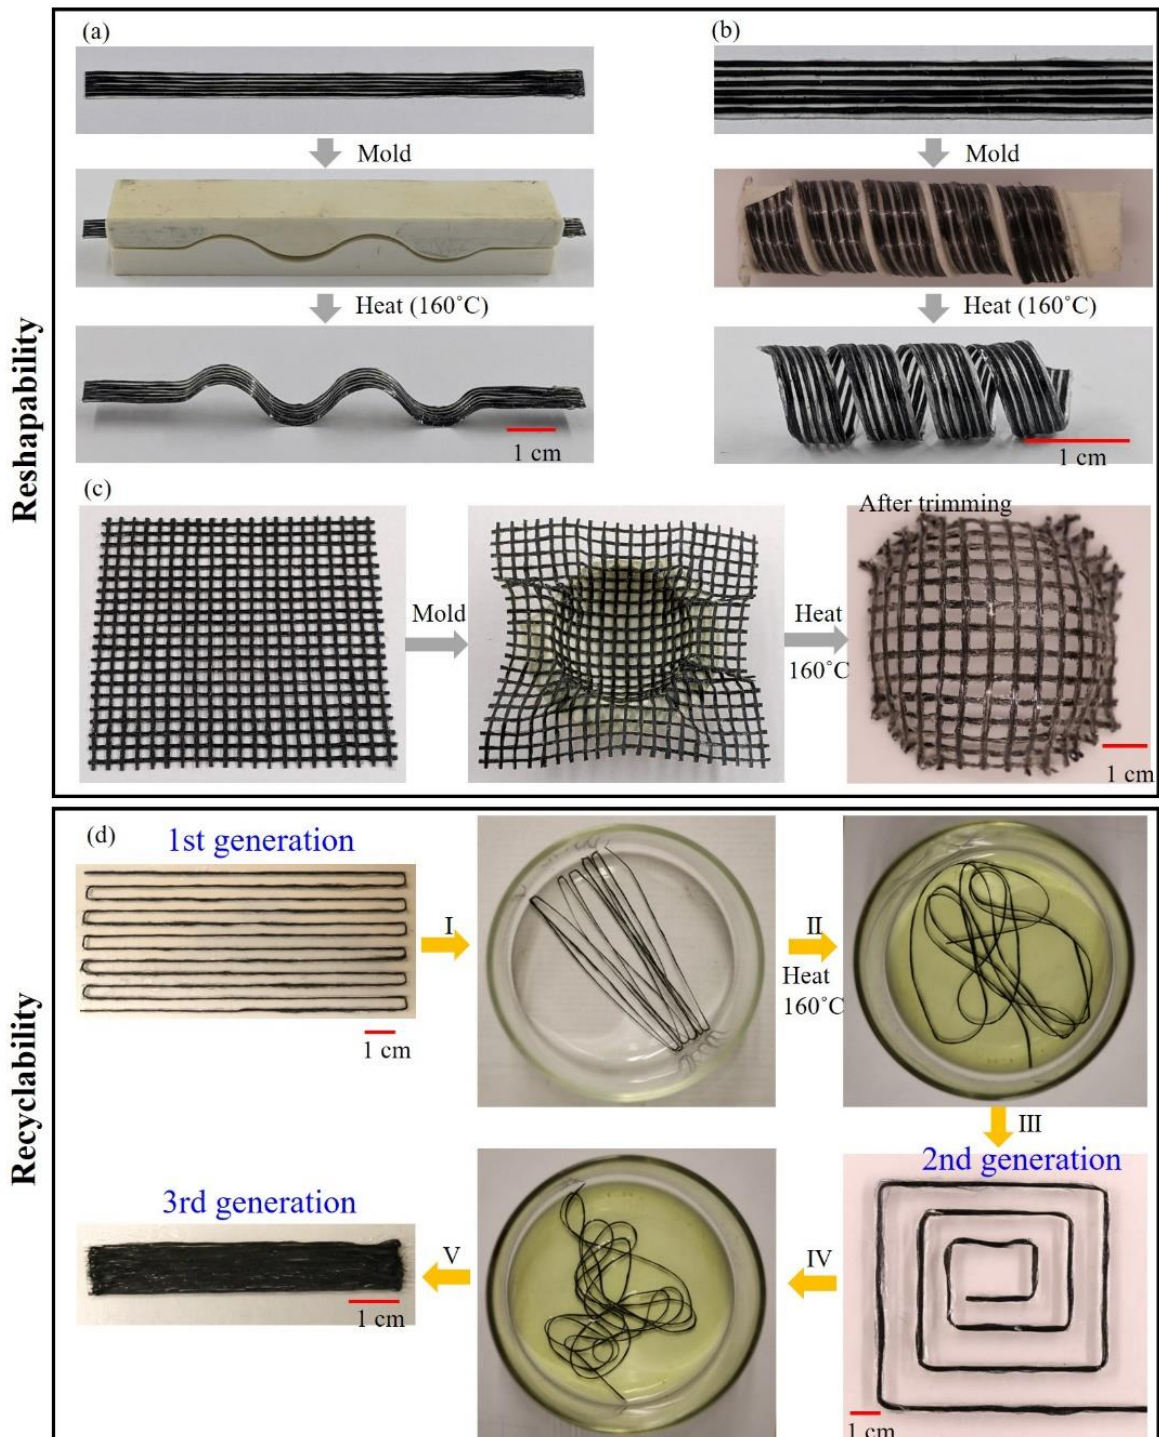 Reshapability
(a)
Mold
Heat (160˚C)
1 cm
(b)
Mold
Heat (160˚C)
1 cm
(c)
Mold
Heat
160˚C
After trimming
1 cm
Recyclability
(d)
1st generation
1 cm
I
II
Heat
160˚C
III
2nd generation
1 cm
IV
V
3rd generation
1 cm